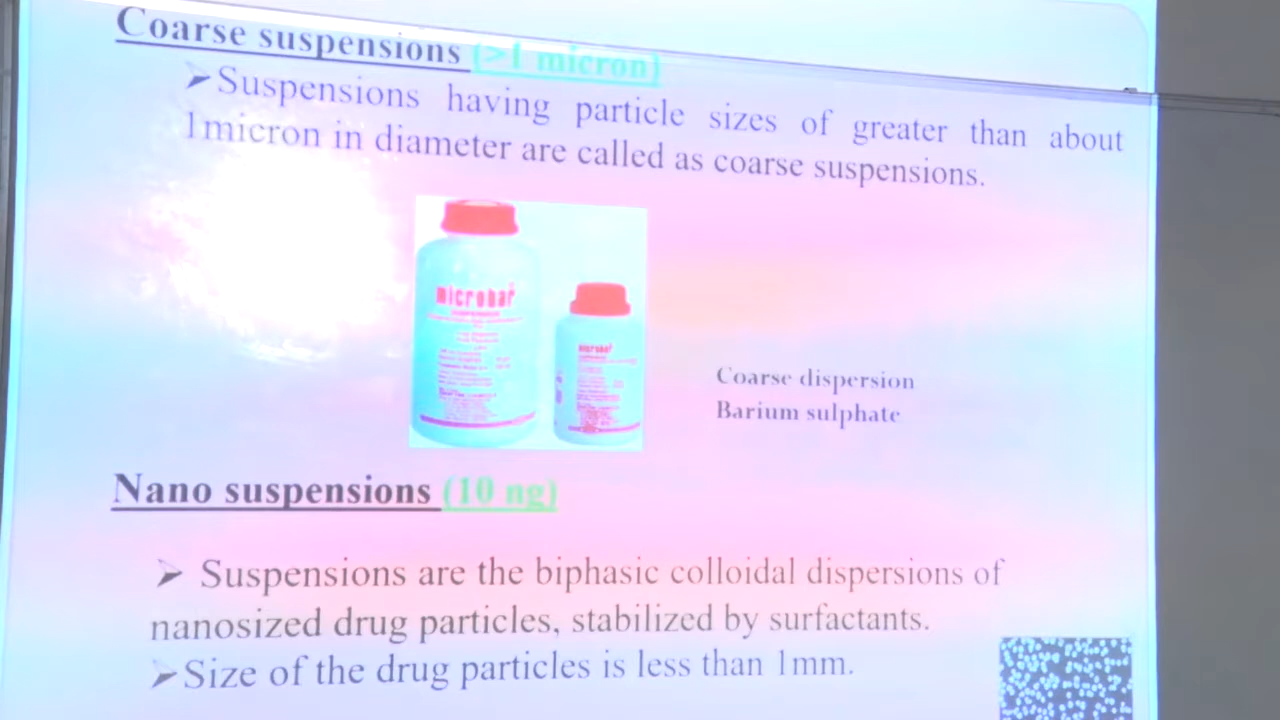 Coarse suspensions (>1 micron)
➢Suspensions having particle sizes of greater than about
1micron in diameter are called as coarse suspensions.
microbar
microbar
Coarse dispersion
Barium sulphate
Nano suspensions (10 ng)
➢ Suspensions are the biphasic colloidal dispersions of
nanosized drug particles, stabilized by surfactants.
➢Size of the drug particles is less than 1mm.